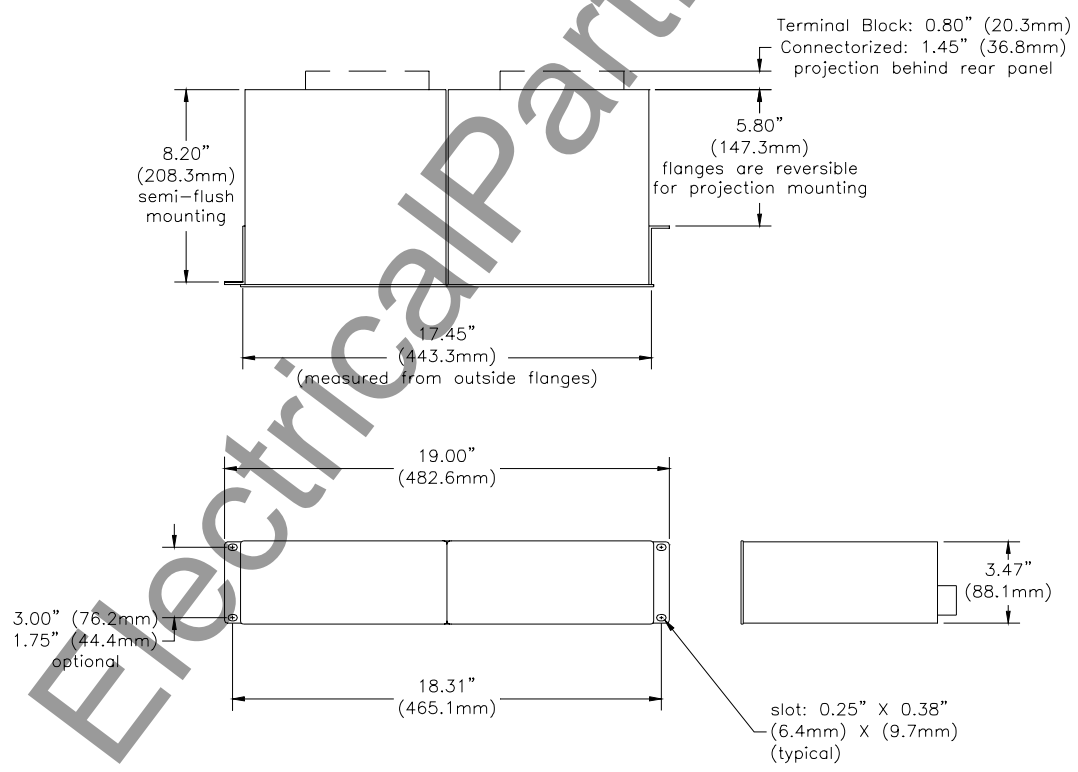 Terminal Block: 0.80" (20.3mm)
Connectorized: 1.45" (36.8mm)
projection behind rear panel
8.20"
(208.3mm)
semi-flush
mounting
5.80"
(147.3mm)
flanges are reversible
for projection mounting
17.45"
(443.3mm)
(measured from outside flanges)
19.00"
(482.6mm)
3.00" (76.2mm)
1.75" (44.4mm)
optional
3.47"
(88.1mm)
18.31"
(465.1mm)
slot: 0.25" X 0.38"
(6.4mm) X (9.7mm)
(typical)